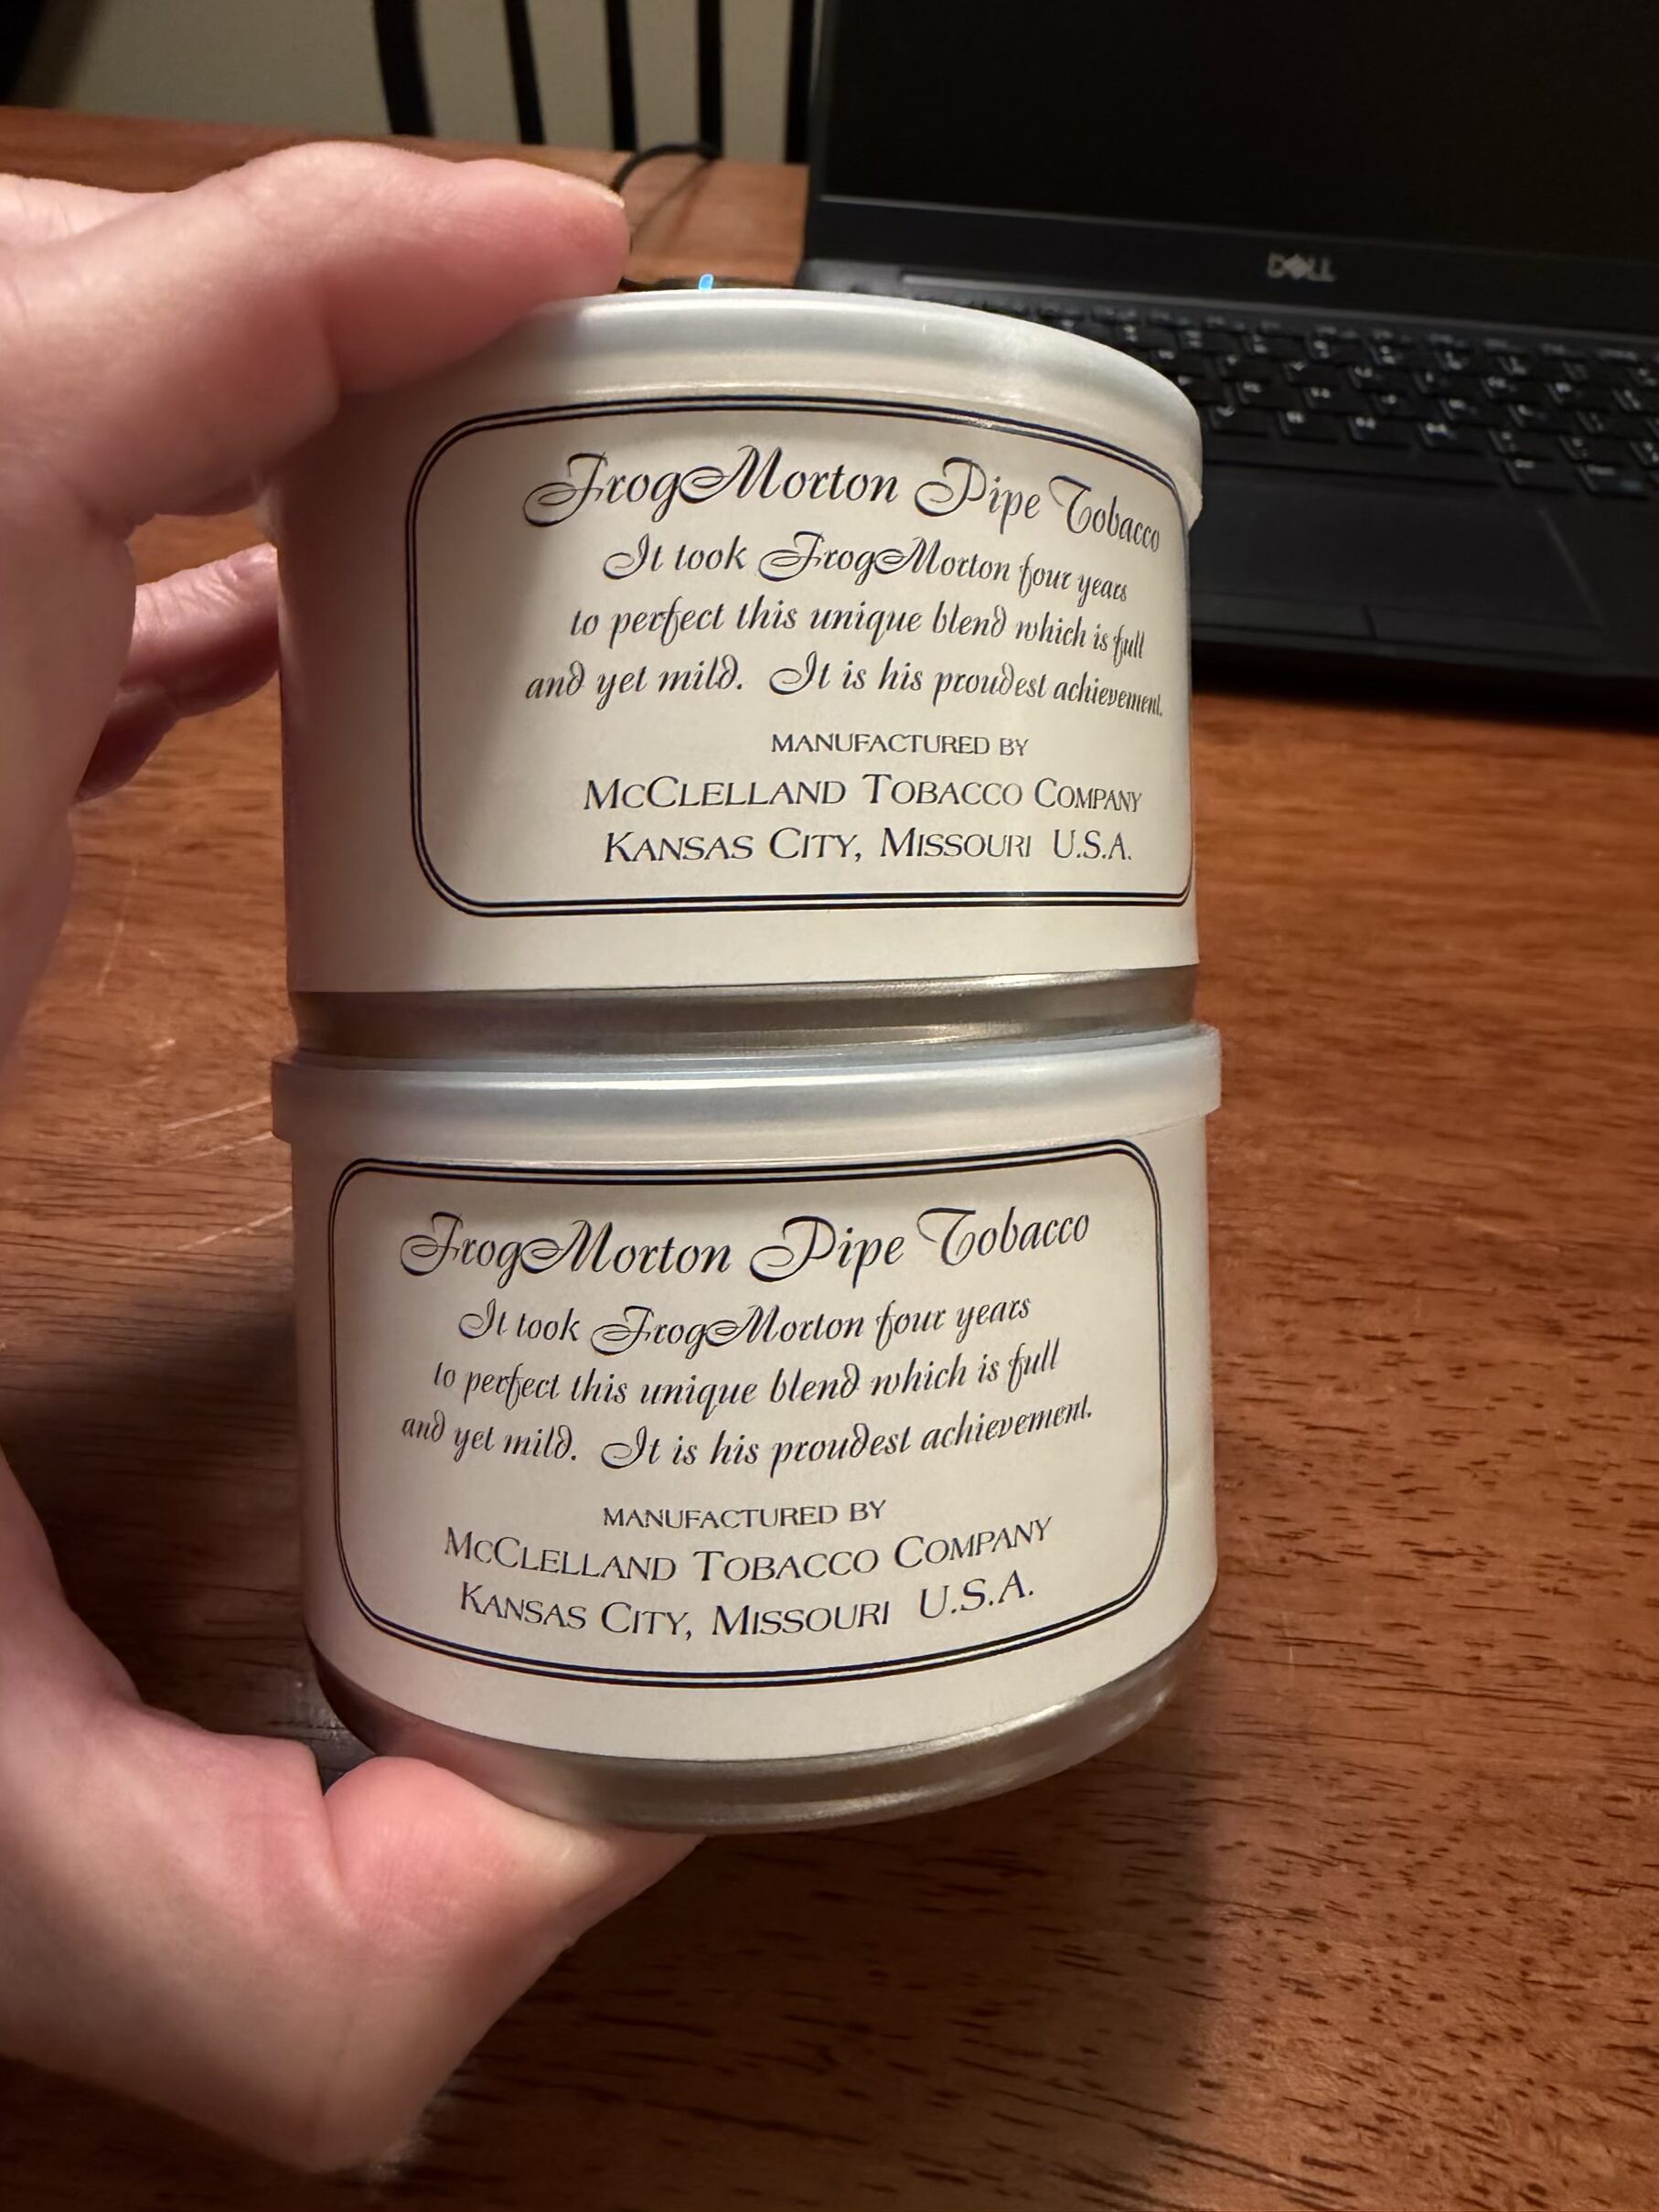 DELL
FrogMorton Pipe Tobacco
It took FrogMorton four years
to perfect this unique blend which is full
and yet mild. It is his proudest achievement.
MANUFACTURED BY
McCLELLAND TOBACCO COMPANY
KANSAS CITY, MISSOURI U.S.A.
FrogMorton Pipe Tobacco
It took FrogMorton four years
to perfect this unique blend which is full
and yet mild. It is his proudest achievement.
MANUFACTURED BY
McCLELLAND TOBACCO COMPANY
KANSAS CITY, MISSOURI U.S.A.